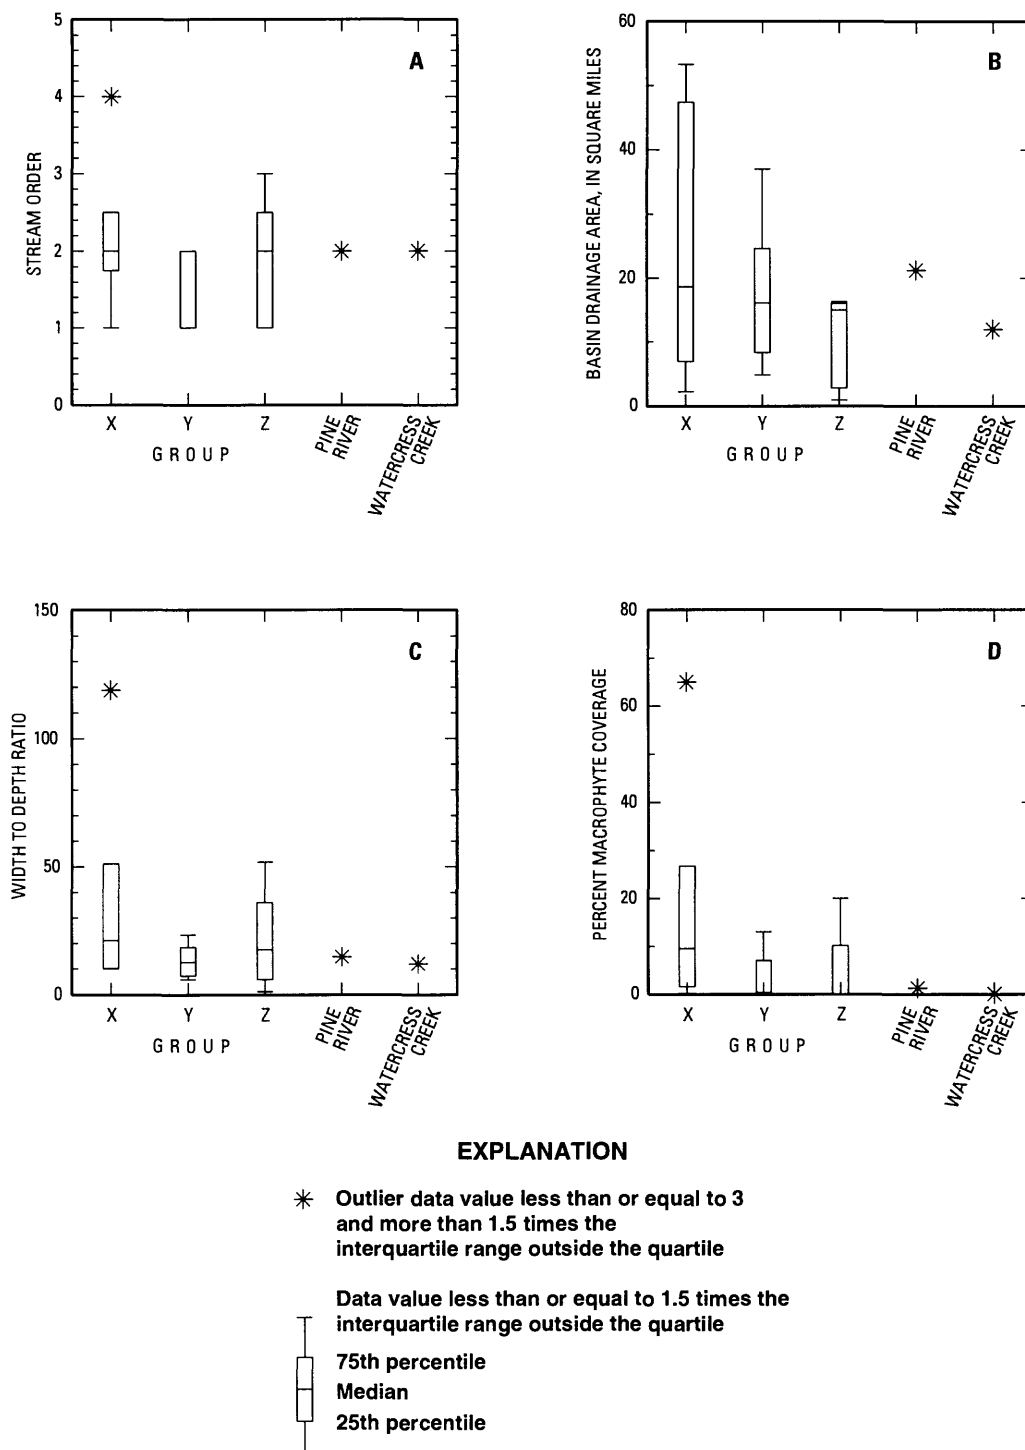 A
STREAM ORDER
5
4
3
2
1
0
X Y Z PINE RIVER WATERCRESS CREEK
GROUP
B
BASIN DRAINAGE AREA, IN SQUARE MILES
60
40
20
0
X Y Z PINE RIVER WATERCRESS CREEK
GROUP
C
WIDTH TO DEPTH RATIO
150
100
50
0
X Y Z PINE RIVER WATERCRESS CREEK
GROUP
D
PERCENT MACROPHYTE COVERAGE
80
60
40
20
0
X Y Z PINE RIVER WATERCRESS CREEK
GROUP
EXPLANATION
Outlier data value less than or equal to 3
and more than 1.5 times the
interquartile range outside the quartile
Data value less than or equal to 1.5 times the
interquartile range outside the quartile
75th percentile
Median
25th percentile